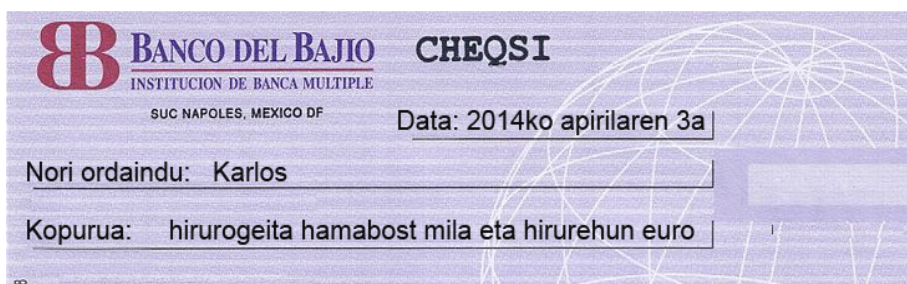 BANCO DEL BAJIO
INSTITUCION DE BANCA MULTIPLE
SUC NAPOLES, MEXICO DF
CHEQSI
Data: 2014ko apirilaren 3a
Nori ordaindu: Karlos
Kopurua: hirurogeita hamabost mila eta hirurehun euro